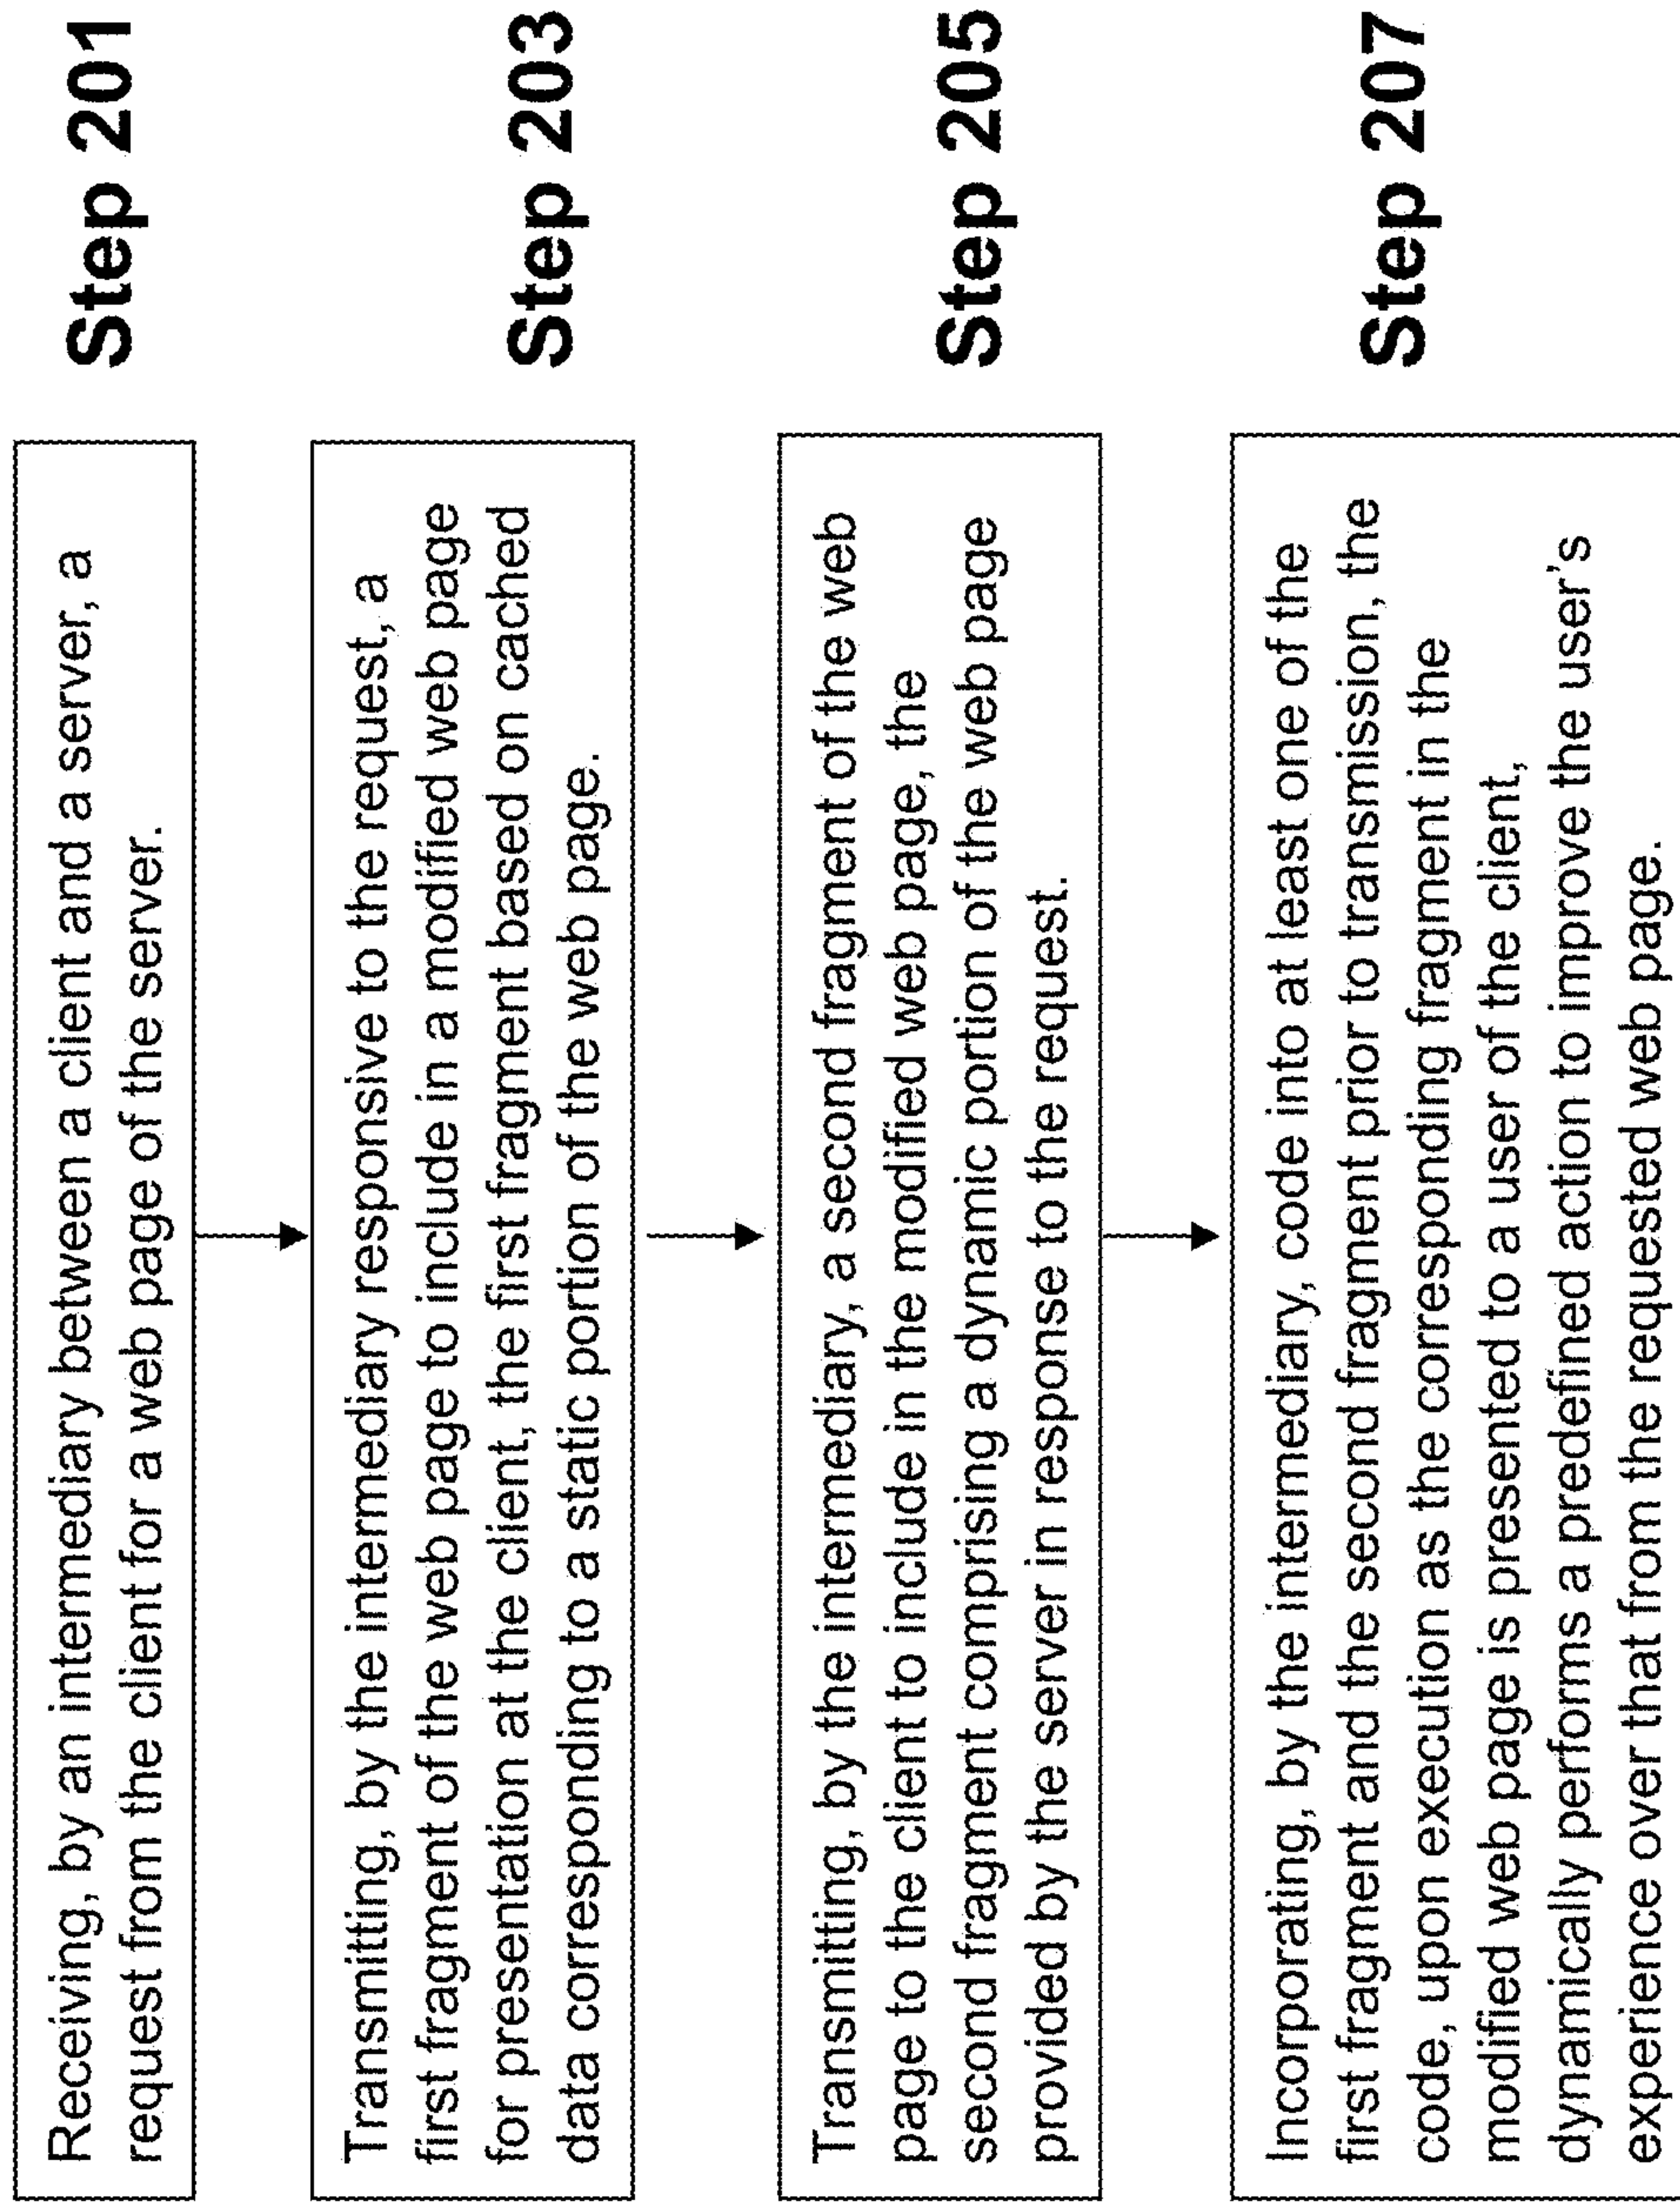 Receiving, by an intermediary between a client and a server, a
request from the client for a web page of the server.
Step 201
Transmitting, by the intermediary responsive to the request, a
first fragment of the web page to include in a modified web page
for presentation at the client, the first fragment based on cached
data corresponding to a static portion of the web page.
Step 203
Transmitting, by the intermediary, a second fragment of the web
page to the client to include in the modified web page, the
second fragment comprising a dynamic portion of the web page
provided by the server in response to the request.
Step 205
Incorporating, by the intermediary, code into at least one of the
first fragment and the second fragment prior to transmission, the
code, upon execution as the corresponding fragment in the
modified web page is presented to a user of the client,
dynamically performs a predefined action to improve the user's
experience over that from the requested web page.
Step 207